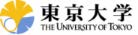 東京大学
THE UNIVERSITY OF TOKYO